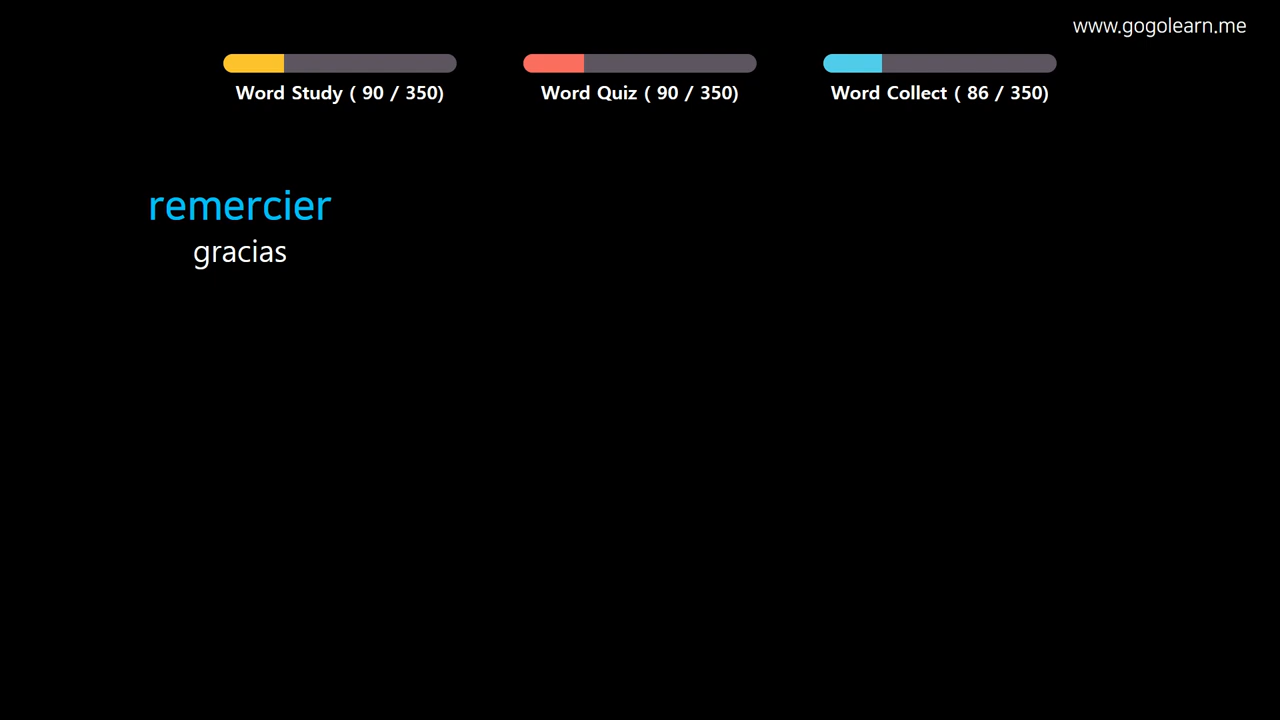 www.gogolearn.me
Word Study ( 90 / 350)
Word Quiz ( 90 / 350)
Word Collect ( 86 / 350)
remercier
gracias